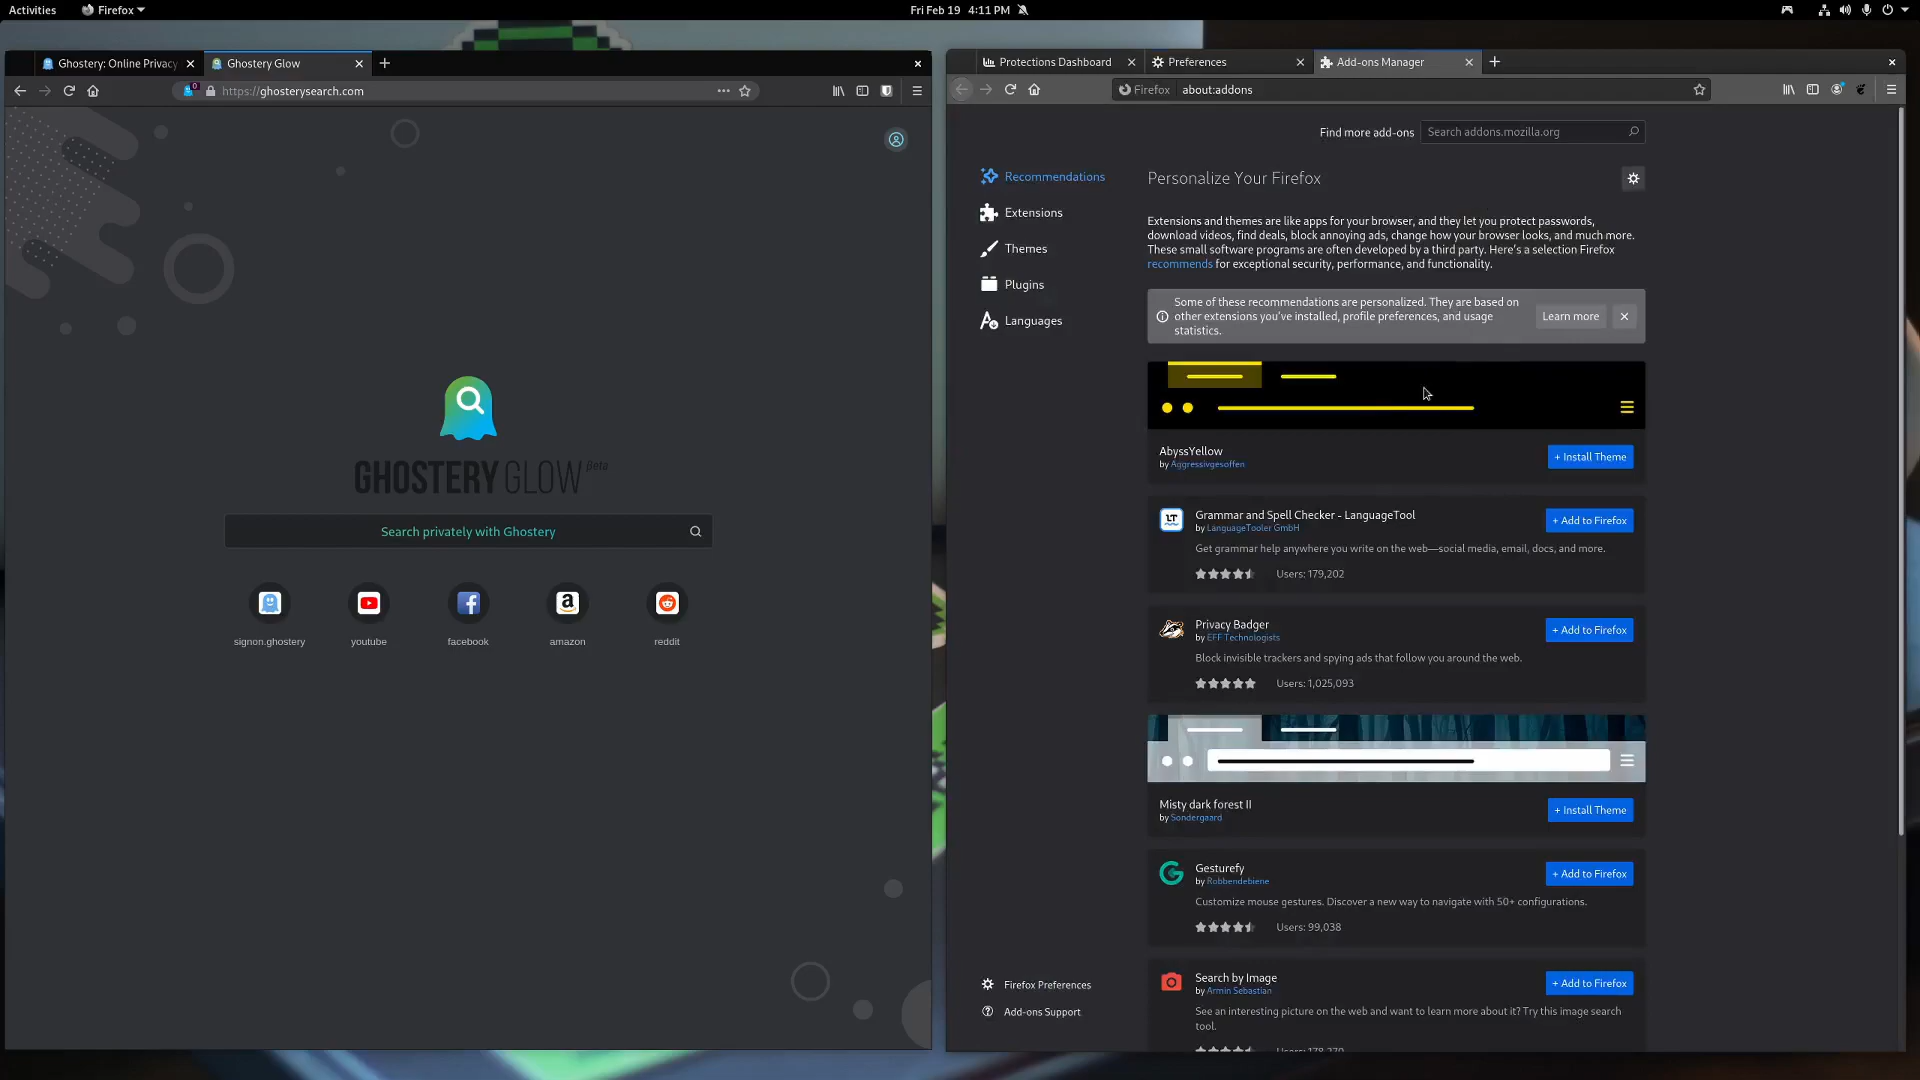 Activities
Firefox
Fri Feb 19 4:11 PM
Ghostery: Online Privacy
Ghostery Glow
https://ghosterysearch.com
GHOSTERY GLOW Beta
Search privately with Ghostery
signon.ghostery
youtube
facebook
amazon
reddit
Protections Dashboard
Preferences
Add-ons Manager
Firefox
about:addons
Find more add-ons
Search addons.mozilla.org
Recommendations
Extensions
Themes
Plugins
Languages
Personalize Your Firefox
Extensions and themes are like apps for your browser, and they let you protect passwords,
download videos, find deals, block annoying ads, change how your browser looks, and much more.
These small software programs are often developed by a third party. Here's a selection Firefox
recommends for exceptional security, performance, and functionality.
Some of these recommendations are personalized. They are based on
other extensions you've installed, profile preferences, and usage
statistics.
Learn more
AbyssYellow
by Aggressivgesoffen
+ Install Theme
LT
Grammar and Spell Checker - LanguageTool
by LanguageTooler GmbH
+ Add to Firefox
Get grammar help anywhere you write on the web—social media, email, docs, and more.
Users: 179,202
Privacy Badger
by EFF Technologists
+ Add to Firefox
Block invisible trackers and spying ads that follow you around the web.
Users: 1,025,093
Misty dark forest II
by Sondergaard
+ Install Theme
Gesturefy
by Robbendebiene
+ Add to Firefox
Customize mouse gestures. Discover a new way to navigate with 50+ configurations.
Users: 99,038
Search by Image
by Armin Sebastian
+ Add to Firefox
See an interesting picture on the web and want to learn more about it? Try this image search
tool.
Firefox Preferences
Add-ons Support